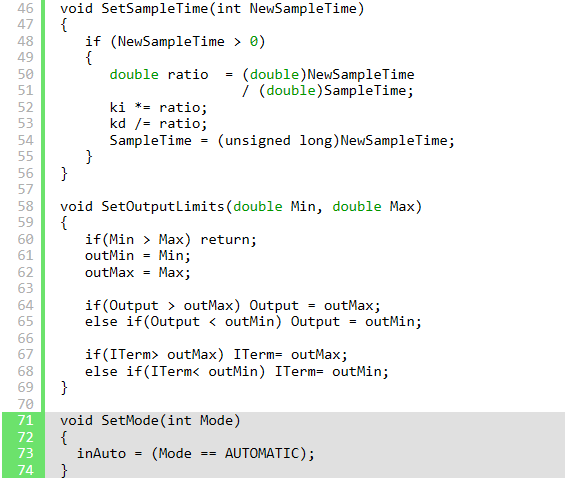 46 void SetSampleTime(int NewSampleTime)
47 {
48    if (NewSampleTime > 0)
49    {
50       double ratio  = (double)NewSampleTime
51                       / (double)SampleTime;
52       ki *= ratio;
53       kd /= ratio;
54       SampleTime = (unsigned long)NewSampleTime;
55    }
56 }
57
58 void SetOutputLimits(double Min, double Max)
59 {
60    if(Min > Max) return;
61    outMin = Min;
62    outMax = Max;
63
64    if(Output > outMax) Output = outMax;
65    else if(Output < outMin) Output = outMin;
66
67    if(ITerm> outMax) ITerm= outMax;
68    else if(ITerm< outMin) ITerm= outMin;
69 }
70
71 void SetMode(int Mode)
72 {
73   inAuto = (Mode == AUTOMATIC);
74 }